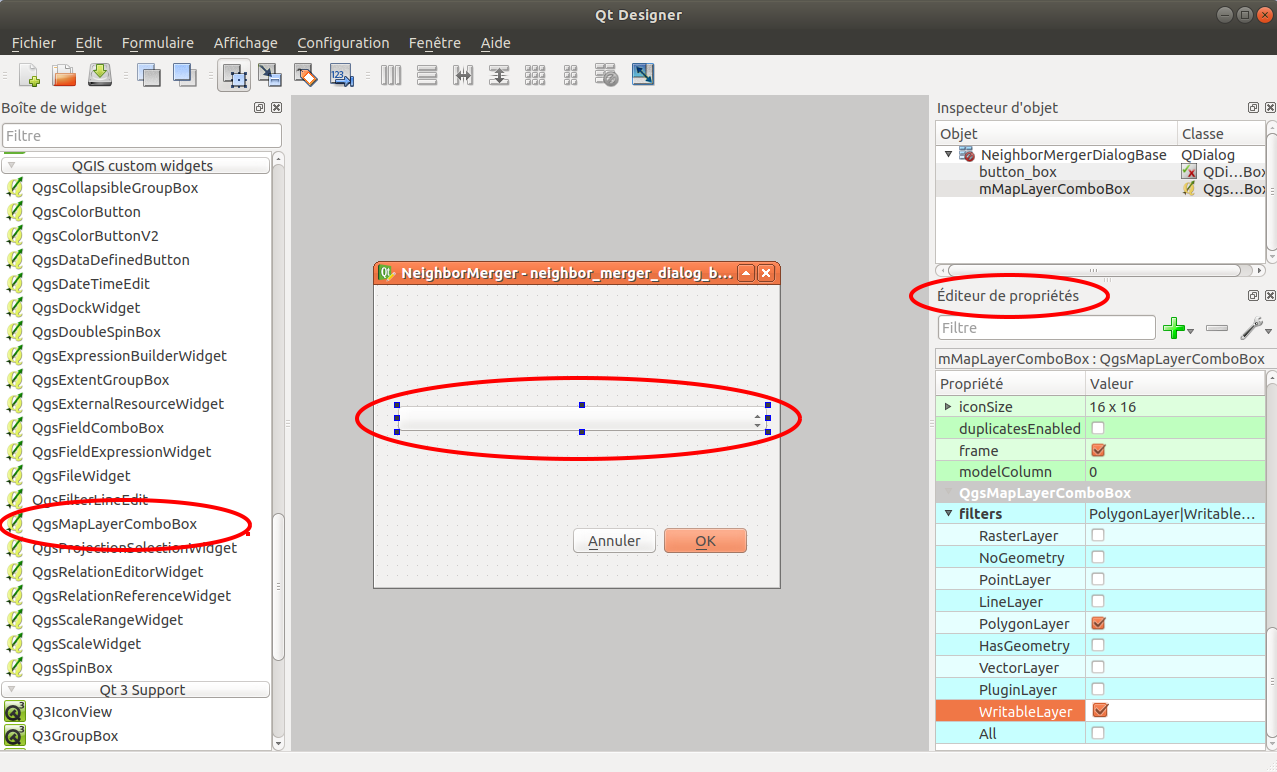 Qt Designer
Fichier Edit Formulaire Affichage Configuration Fenêtre Aide
123
Boîte de widget
Filtre
QGIS custom widgets
QgsCollapsibleGroupBox
QgsColorButton
QgsColorButtonV2
QgsDataDefinedButton
QgsDateTimeEdit
QgsDockWidget
QgsDoubleSpinBox
QgsExpressionBuilderWidget
QgsExtentGroupBox
QgsExternalResourceWidget
QgsFieldComboBox
QgsFieldExpressionWidget
QgsFileWidget
QgsFilterLineEdit
QgsMapLayerComboBox
QgsProjectionSelectionWidget
QgsRelationEditorWidget
QgsRelationReferenceWidget
QgsScaleRangeWidget
QgsScaleWidget
QgsSpinBox
Qt 3 Support
Q3IconView
Q3GroupBox
NeighborMerger - neighbor_merger_dialog_b...
Annuler OK
Inspecteur d'objet
Objet Classe
NeighborMergerDialogBase QDialog
button_box QDi...Box
mMapLayerComboBox Qgs...Box
Éditeur de propriétés
Filtre
mMapLayerComboBox : QgsMapLayerComboBox
Propriété Valeur
iconSize 16 x 16
duplicatesEnabled
frame
modelColumn 0
QgsMapLayerComboBox
filters PolygonLayer|Writable...
RasterLayer
NoGeometry
PointLayer
LineLayer
PolygonLayer
HasGeometry
VectorLayer
PluginLayer
WritableLayer
All